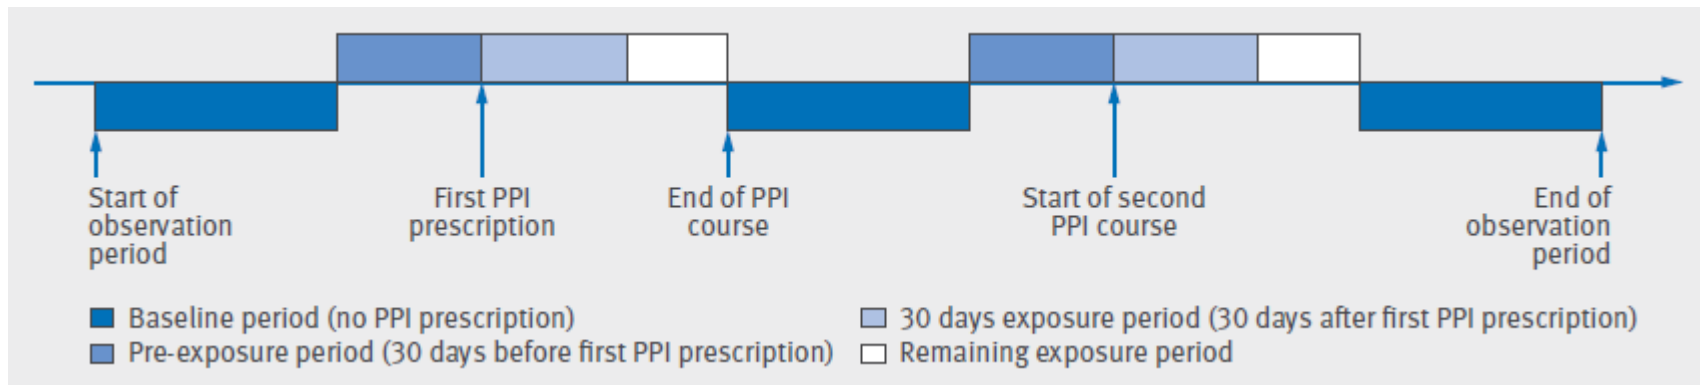 Start of
observation
period
First PPI
prescription
End of PPI
course
Start of second
PPI course
End of
observation
period
Baseline period (no PPI prescription)
Pre-exposure period (30 days before first PPI prescription)
30 days exposure period (30 days after first PPI prescription)
Remaining exposure period